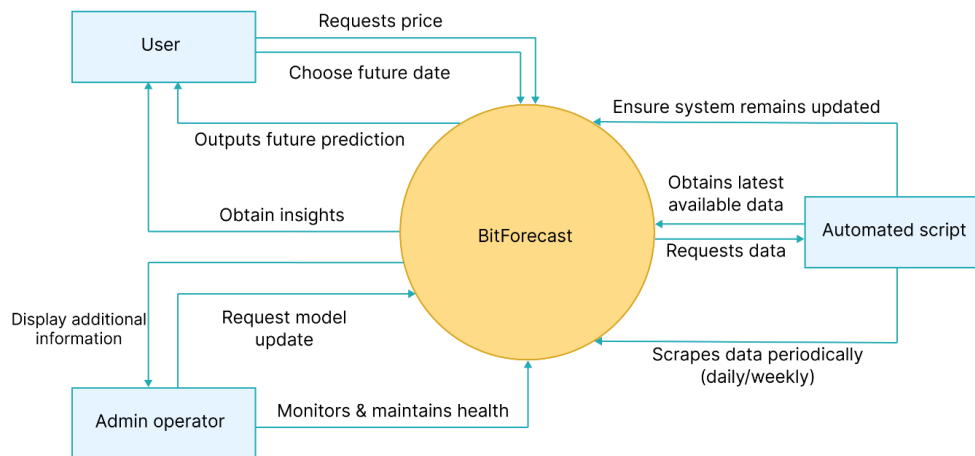 Requests price
User
Choose future date
Ensure system remains updated
Outputs future prediction
Obtains latest
available data
Obtain insights
BitForecast
Automated script
Requests data
Display additional
information
Request model
update
Scrapes data periodically
(daily/weekly)
Admin operator
Monitors & maintains health